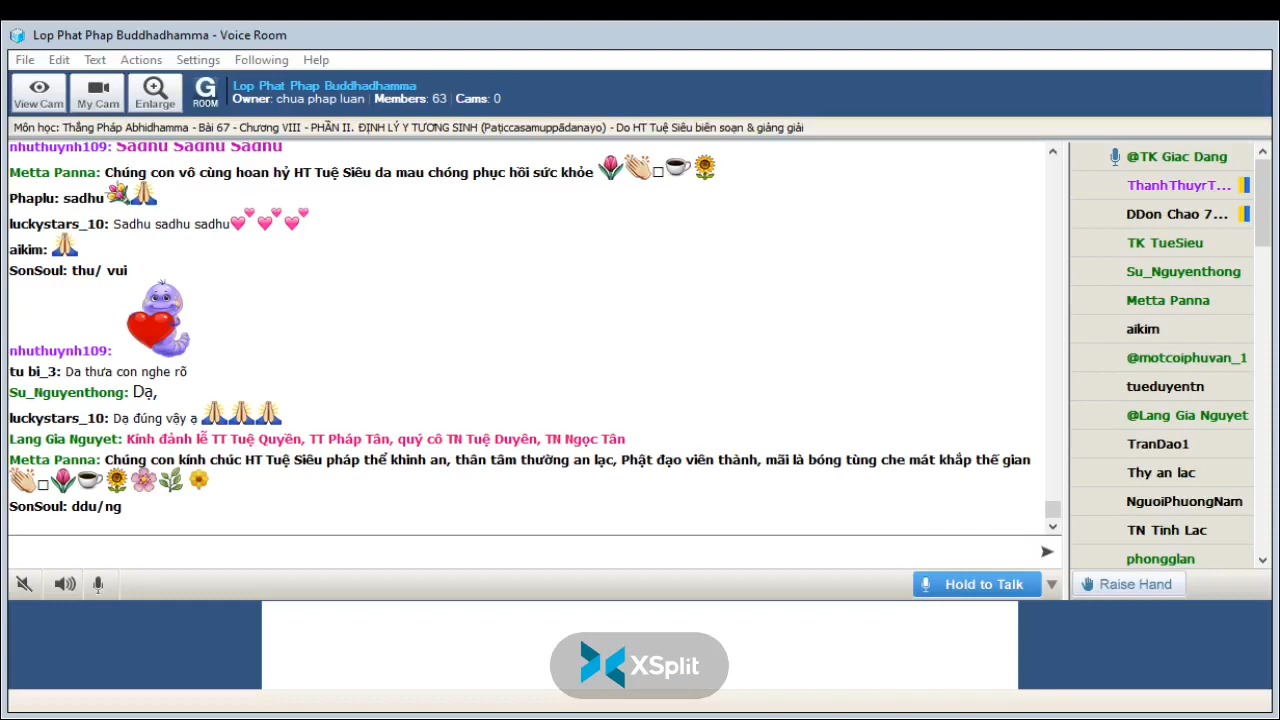 Lop Phat Phap Buddhadhamma - Voice Room
File Edit Text Actions Settings Following Help
View Cam My Cam Enlarge G ROOM
Lop Phat Phap Buddhadhamma
Owner: chua phap luan | Members: 63 | Cams: 0
Môn học: Thắng Pháp Abhidhamma - Bài 67 - Chương VIII - PHẦN II. ĐỊNH LÝ Y TƯƠNG SINH (Paṭiccasamuppādanayo) - Do HT Tuệ Siêu biên soạn & giảng giải
nhuthuynh109: Sadhu Sadhu Sadhu
Metta Panna: Chúng con vô cùng hoan hỷ HT Tuệ Siêu da mau chóng phục hồi sức khỏe
Phaplu: sadhu
luckystars_10: Sadhu sadhu sadhu
aikim:
SonSoul: thu/ vui
nhuthuynh109:
tu bi_3: Da thưa con nghe rõ
Su_Nguyenthong: Dạ,
luckystars_10: Dạ đúng vậy ạ
Lang Gia Nguyet: Kính đảnh lễ TT Tuệ Quyền, TT Pháp Tân, quý cô TN Tuệ Duyên, TN Ngọc Tân
Metta Panna: Chúng con kính chúc HT Tuệ Siêu pháp thể khinh an, thân tâm thường an lạc, Phật đạo viên thành, mãi là bóng tùng che mát khắp thế gian
SonSoul: ddu/ng
@TK Giac Dang
ThanhThuyrT...
DDon Chao 7...
TK TueSieu
Su_Nguyenthong
Metta Panna
aikim
@motcoiphuvan_1
tueduyentn
@Lang Gia Nguyet
TranDao1
Thy an lac
NguoiPhuongNam
TN Tinh Lac
phongglan
Hold to Talk
Raise Hand
XSplit